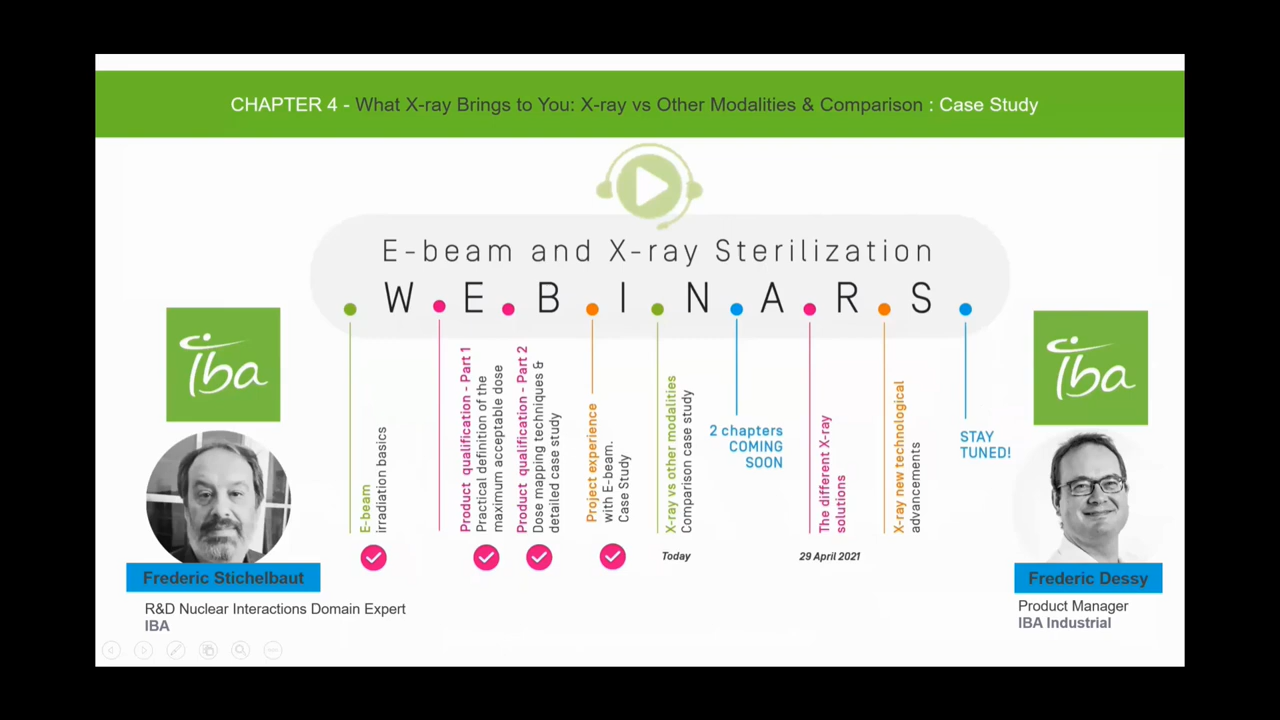 CHAPTER 4 - What X-ray Brings to You: X-ray vs Other Modalities & Comparison : Case Study
E-beam and X-ray Sterilization
WEBINARS
iba
iba
E-beam
irradiation basics
Product qualification - Part 1
Practical definition of the
maximum acceptable dose
Product qualification - Part 2
Dose mapping techniques &
detailed case study
Project experience
with E-beam.
Case Study
X-ray vs other modalities
Comparison case study
2 chapters
COMING
SOON
The different X-ray
solutions
X-ray new technological
advancements
STAY
TUNED!
Today
29 April 2021
Frederic Stichelbaut
R&D Nuclear Interactions Domain Expert
IBA
Frederic Dessy
Product Manager
IBA Industrial